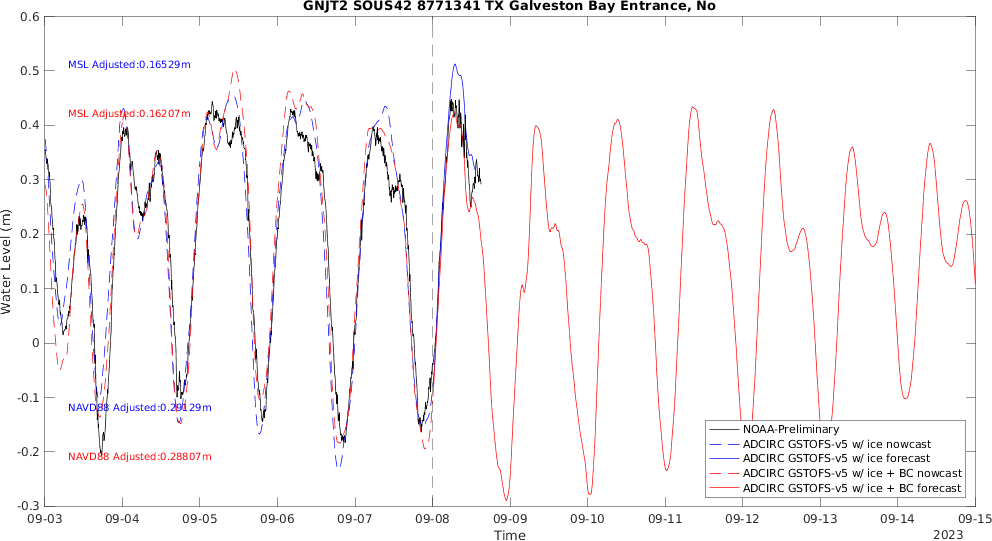 GNJT2 SOUS42 8771341 TX Galveston Bay Entrance, No
0.6
0.5
0.4
0.3
0.2
0.1
0
-0.1
-0.2
-0.3
Water Level (m)
MSL Adjusted:0.16529m
MSL Adjusted:0.16207m
NAVD88 Adjusted:0.29129m
NAVD88 Adjusted:0.28807m
NOAA-Preliminary
ADCIRC GSTOFS-v5 w/ ice nowcast
ADCIRC GSTOFS-v5 w/ ice forecast
ADCIRC GSTOFS-v5 w/ ice + BC nowcast
ADCIRC GSTOFS-v5 w/ ice + BC forecast
09-03 09-04 09-05 09-06 09-07 09-08 09-09 09-10 09-11 09-12 09-13 09-14 09-15
Time
2023